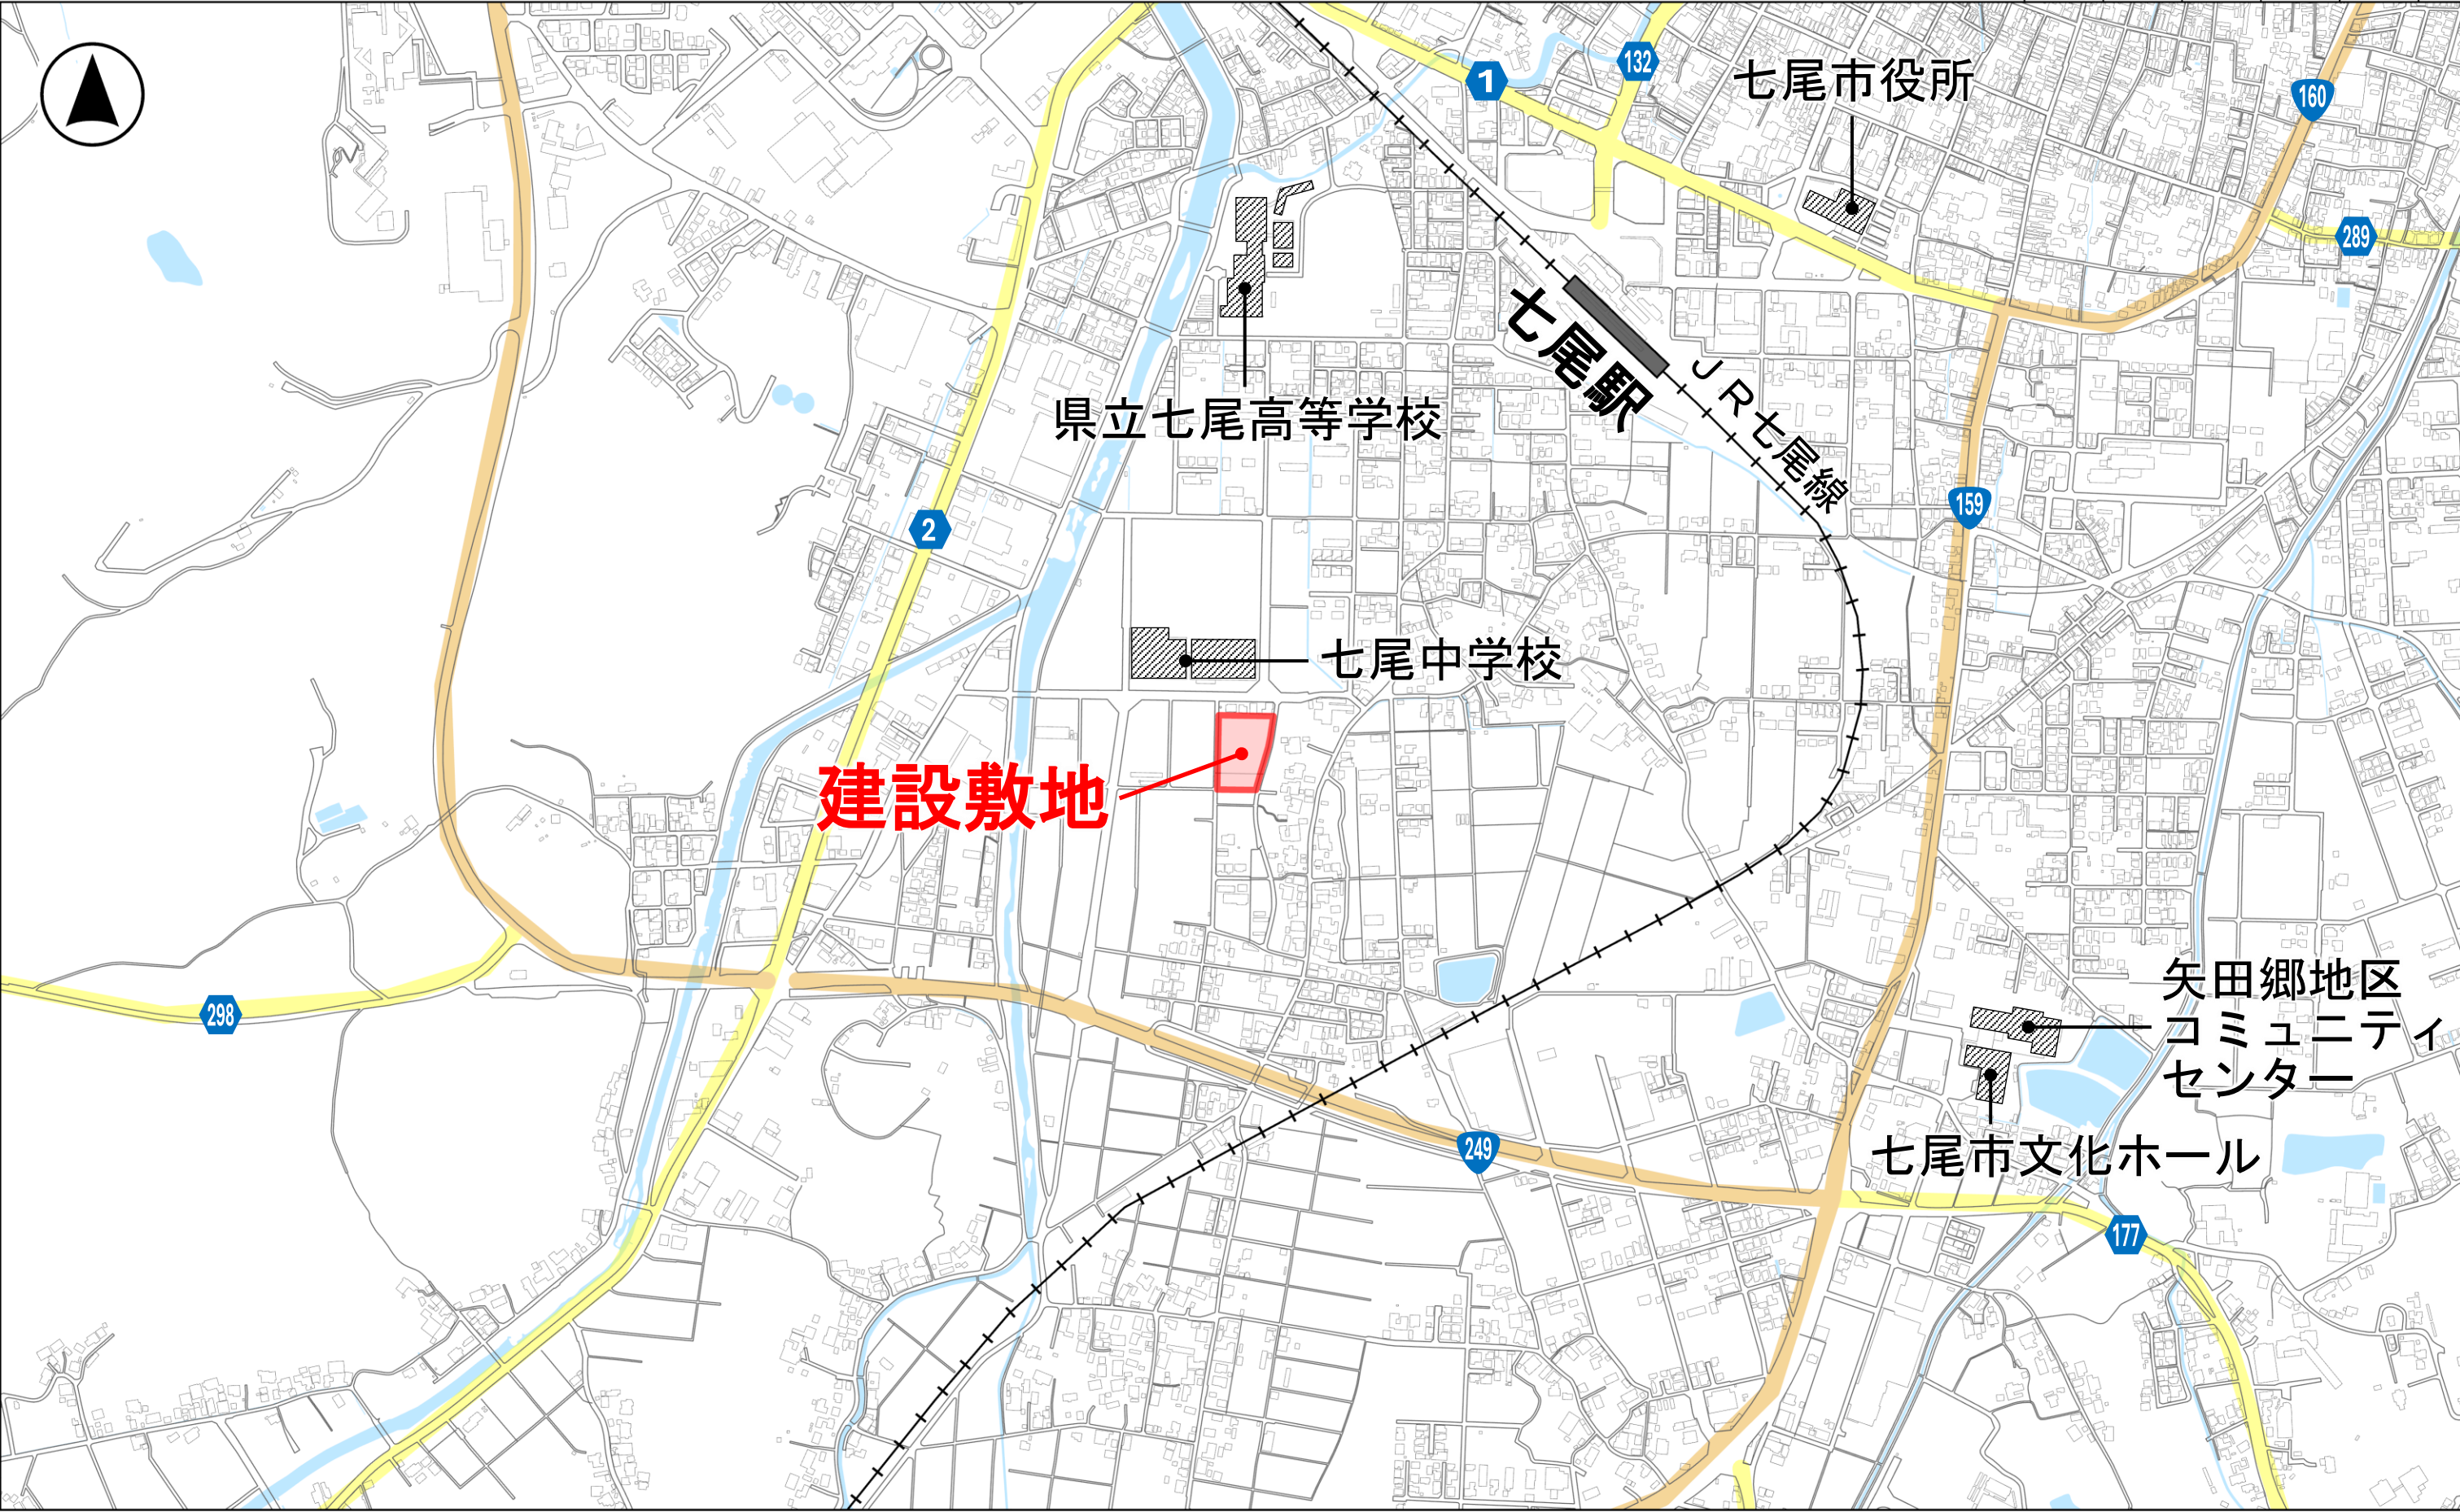 132
1
七尾市役所
160
289
七尾駅
ＪＲ七尾線
県立七尾高等学校
159
2
七尾中学校
建設敷地
298
矢田郷地区
コミュニティ
センター
249
七尾市文化ホール
177